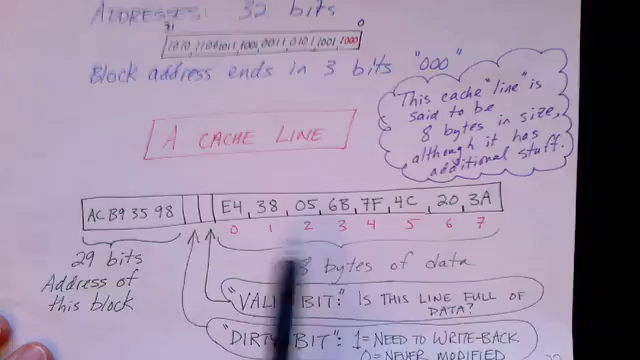 ADDRESSES: 32 bits
31 0
1010,1100,1011,1001,0011,0101,1001,1000
Block address ends in 3 bits "000"
This cache "line" is
said to be
8 bytes in size,
although it has
additional stuff.
A CACHE LINE
ACB9 35 98 E4, 38, 05, 6B, 7F, 4C, 20, 3A
0 1 2 3 4 5 6 7
29 bits
Address of
this block
8 bytes of data
"VALID BIT": IS THIS LINE FULL OF
DATA?
"DIRTY BIT": 1=NEED TO WRITE-BACK
0=NEVER MODIFIED